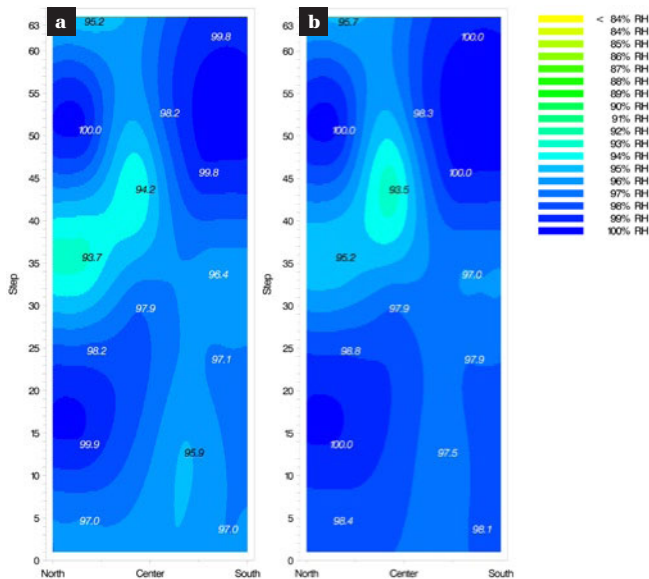 a
b
63
60
55
50
45
40
35
30
25
20
15
10
5
0
Step
95.2
99.8
98.2
100.0
99.8
94.2
93.7
96.4
97.9
98.2
97.1
99.9
95.9
97.0
97.0
North
Center
South
63
60
55
50
45
40
35
30
25
20
15
10
5
0
Step
95.7
100.0
98.3
100.0
100.0
93.5
95.2
97.0
97.9
98.8
97.9
100.0
97.5
98.4
98.1
North
Center
South
< 84% RH
84% RH
85% RH
86% RH
87% RH
88% RH
89% RH
90% RH
91% RH
92% RH
93% RH
94% RH
95% RH
96% RH
97% RH
98% RH
99% RH
100% RH